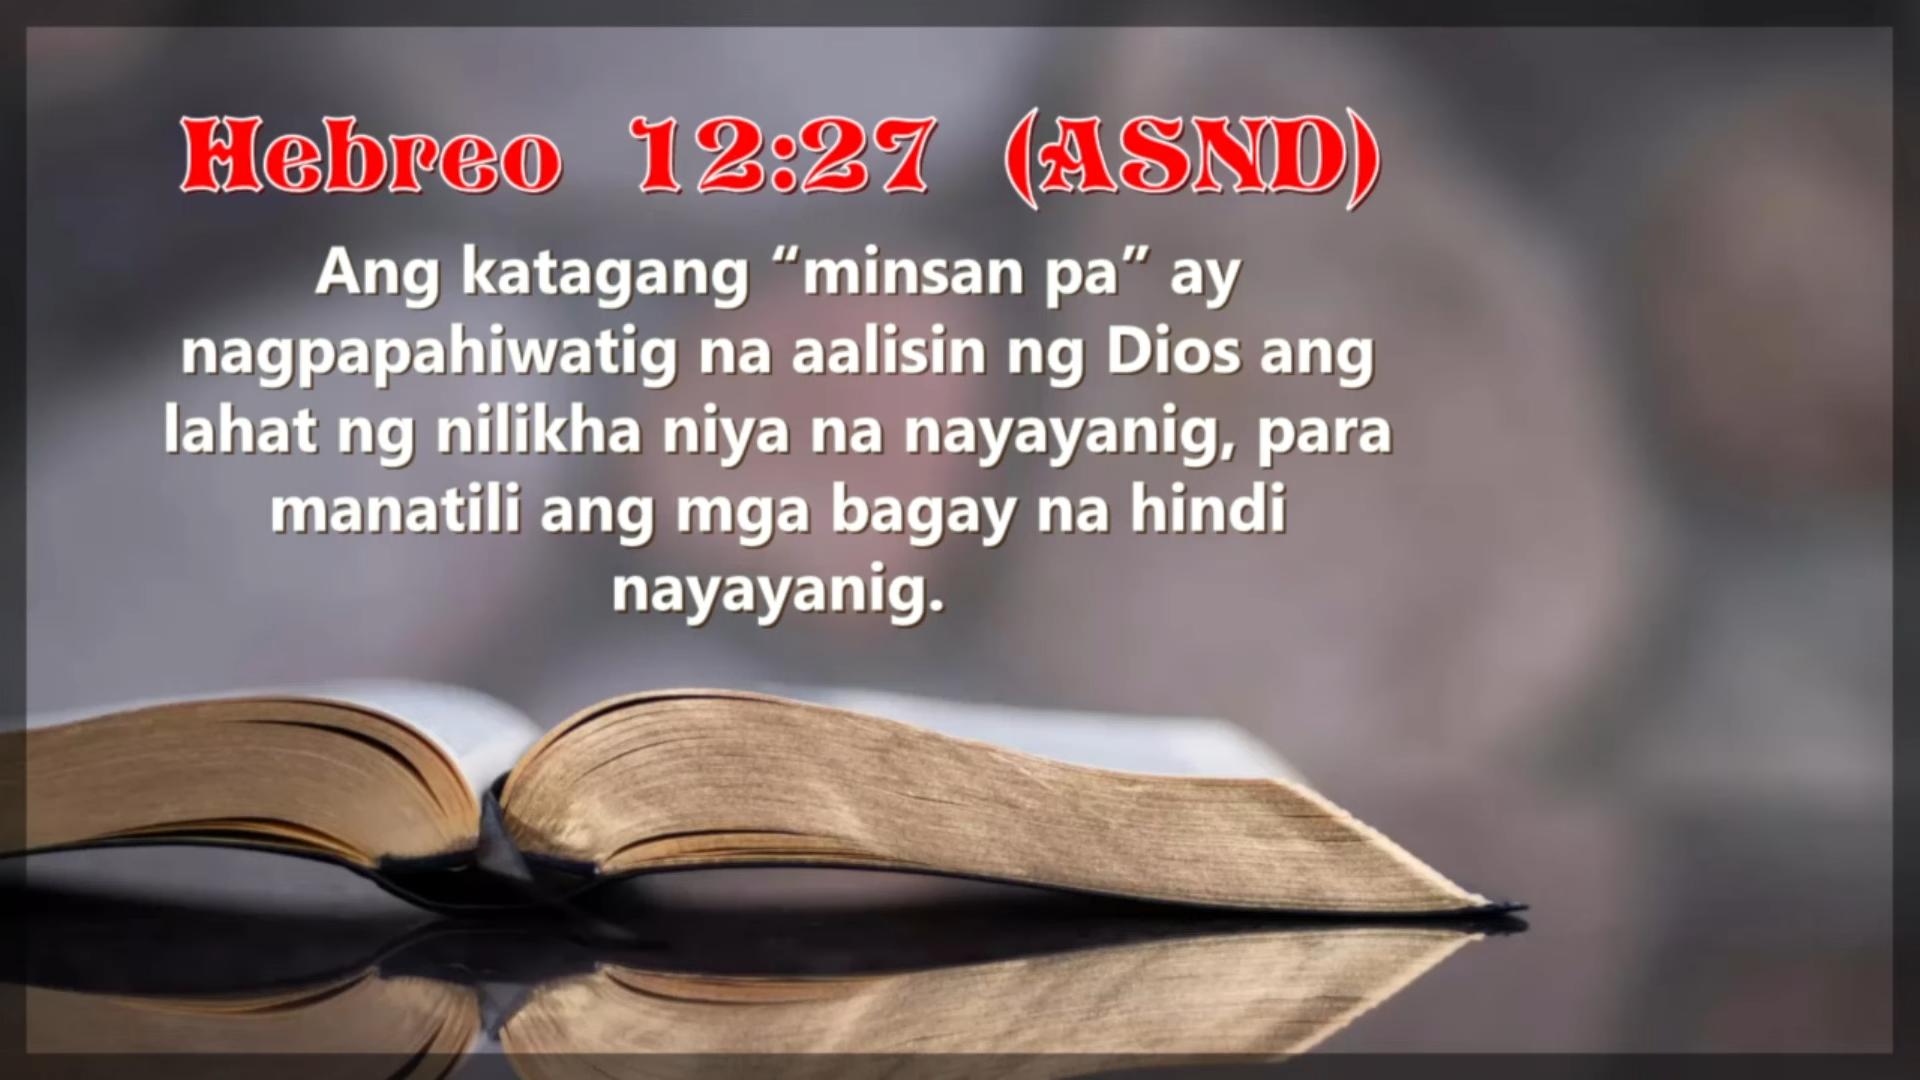 Hebreo 12:27 (ASND)
Ang katagang “minsan pa” ay
nagpapahiwatig na aalisin ng Dios ang
lahat ng nilikha niya na nayayanig, para
manatili ang mga bagay na hindi
nayayanig.